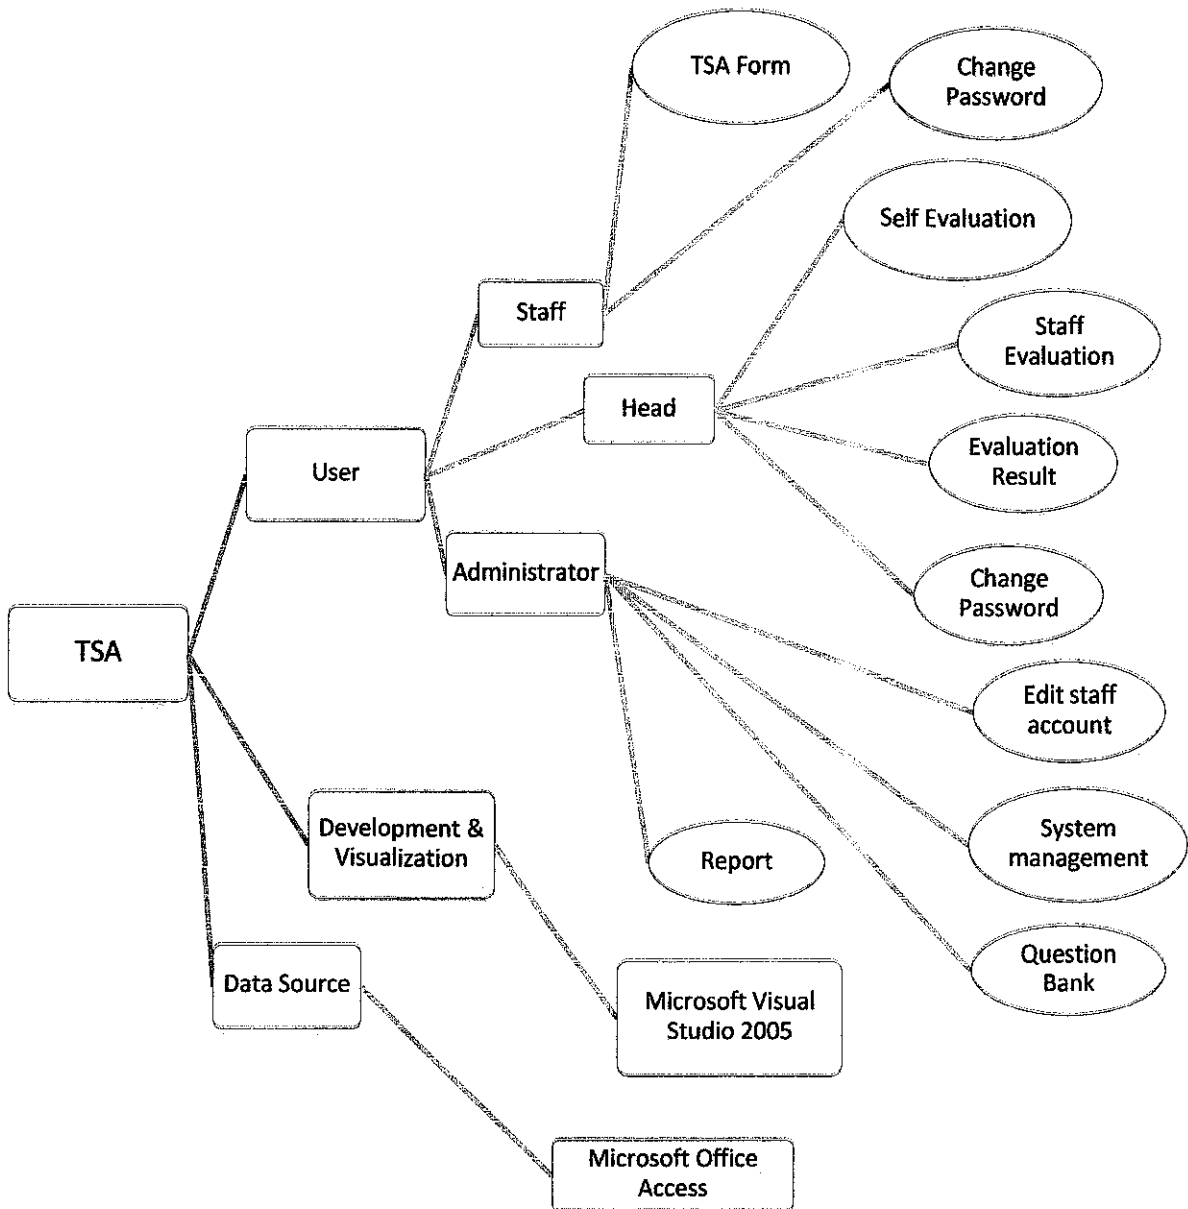 TSA Form
Change
Password
Self Evaluation
Staff
Staff
Evaluation
Head
User
Evaluation
Result
Administrator
Change
Password
TSA
Edit staff
account
Development &
Visualization
Report
System
management
Data Source
Question
Bank
Microsoft Visual
Studio 2005
Microsoft Office
Access